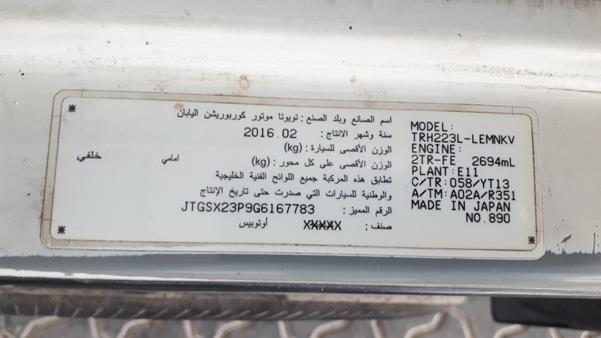 اسم الصانع وبلد الصنع : تويوتا موتور كوربوريشن اليابان
سنة وشهر الانتاج: 2016.02
الوزن الأقصى للسيارة: (kg)
الوزن الأقصى على كل محور: (kg) امامي خلفي
تطابق هذه المركبة جميع اللوائح الفنية الخليجية
والوطنية للسيارات التي صدرت حتى تاريخ الإنتاج
الرقم المميز: JTGSX23P9G6167783
صنف : XXXXX أوتوبيس
MODEL:
TRH223L-LEMNKV
ENGINE:
2TR-FE 2694mL
PLANT: E11
C/TR: 058/YT13
A/TM: A02A/R351
MADE IN JAPAN
NO.890